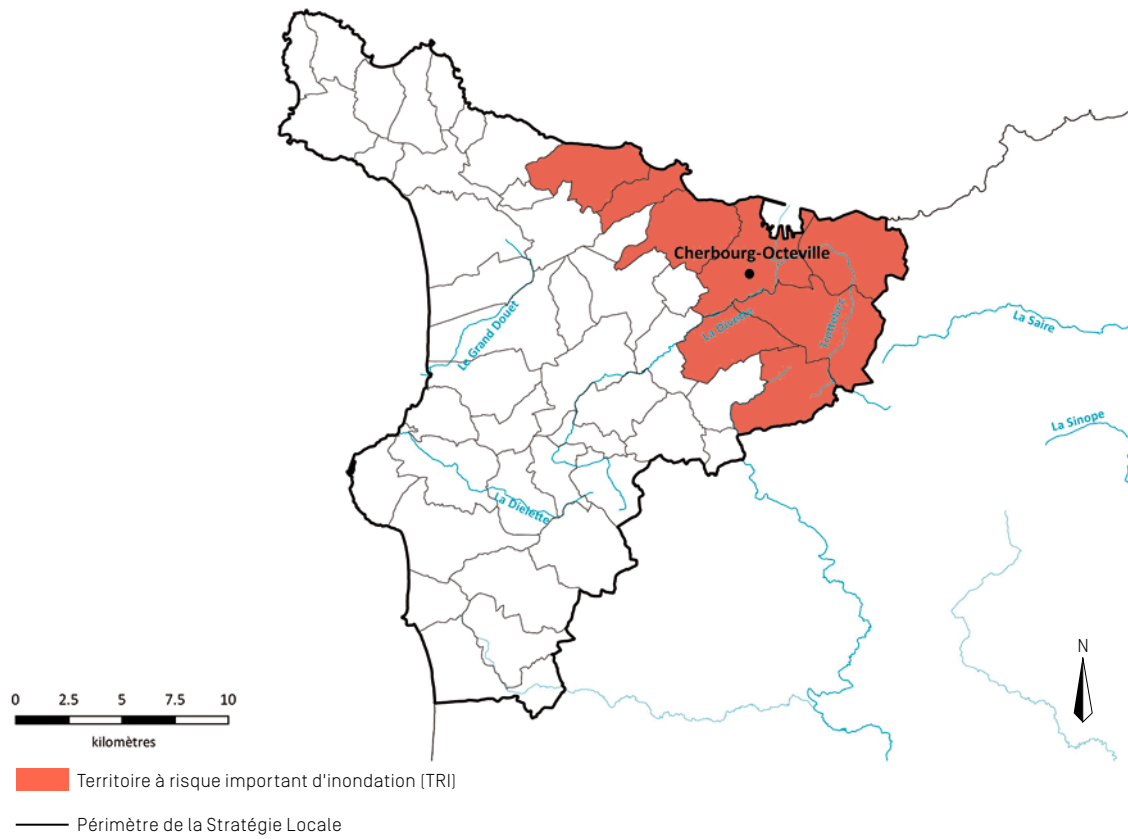 Cherbourg-Octeville
La Divette
Trottebec
La Saire
Le Grand Douet
La Sinope
La Dielette
N
0 2.5 5 7.5 10
kilomètres
Territoire à risque important d'inondation (TRI)
Périmètre de la Stratégie Locale